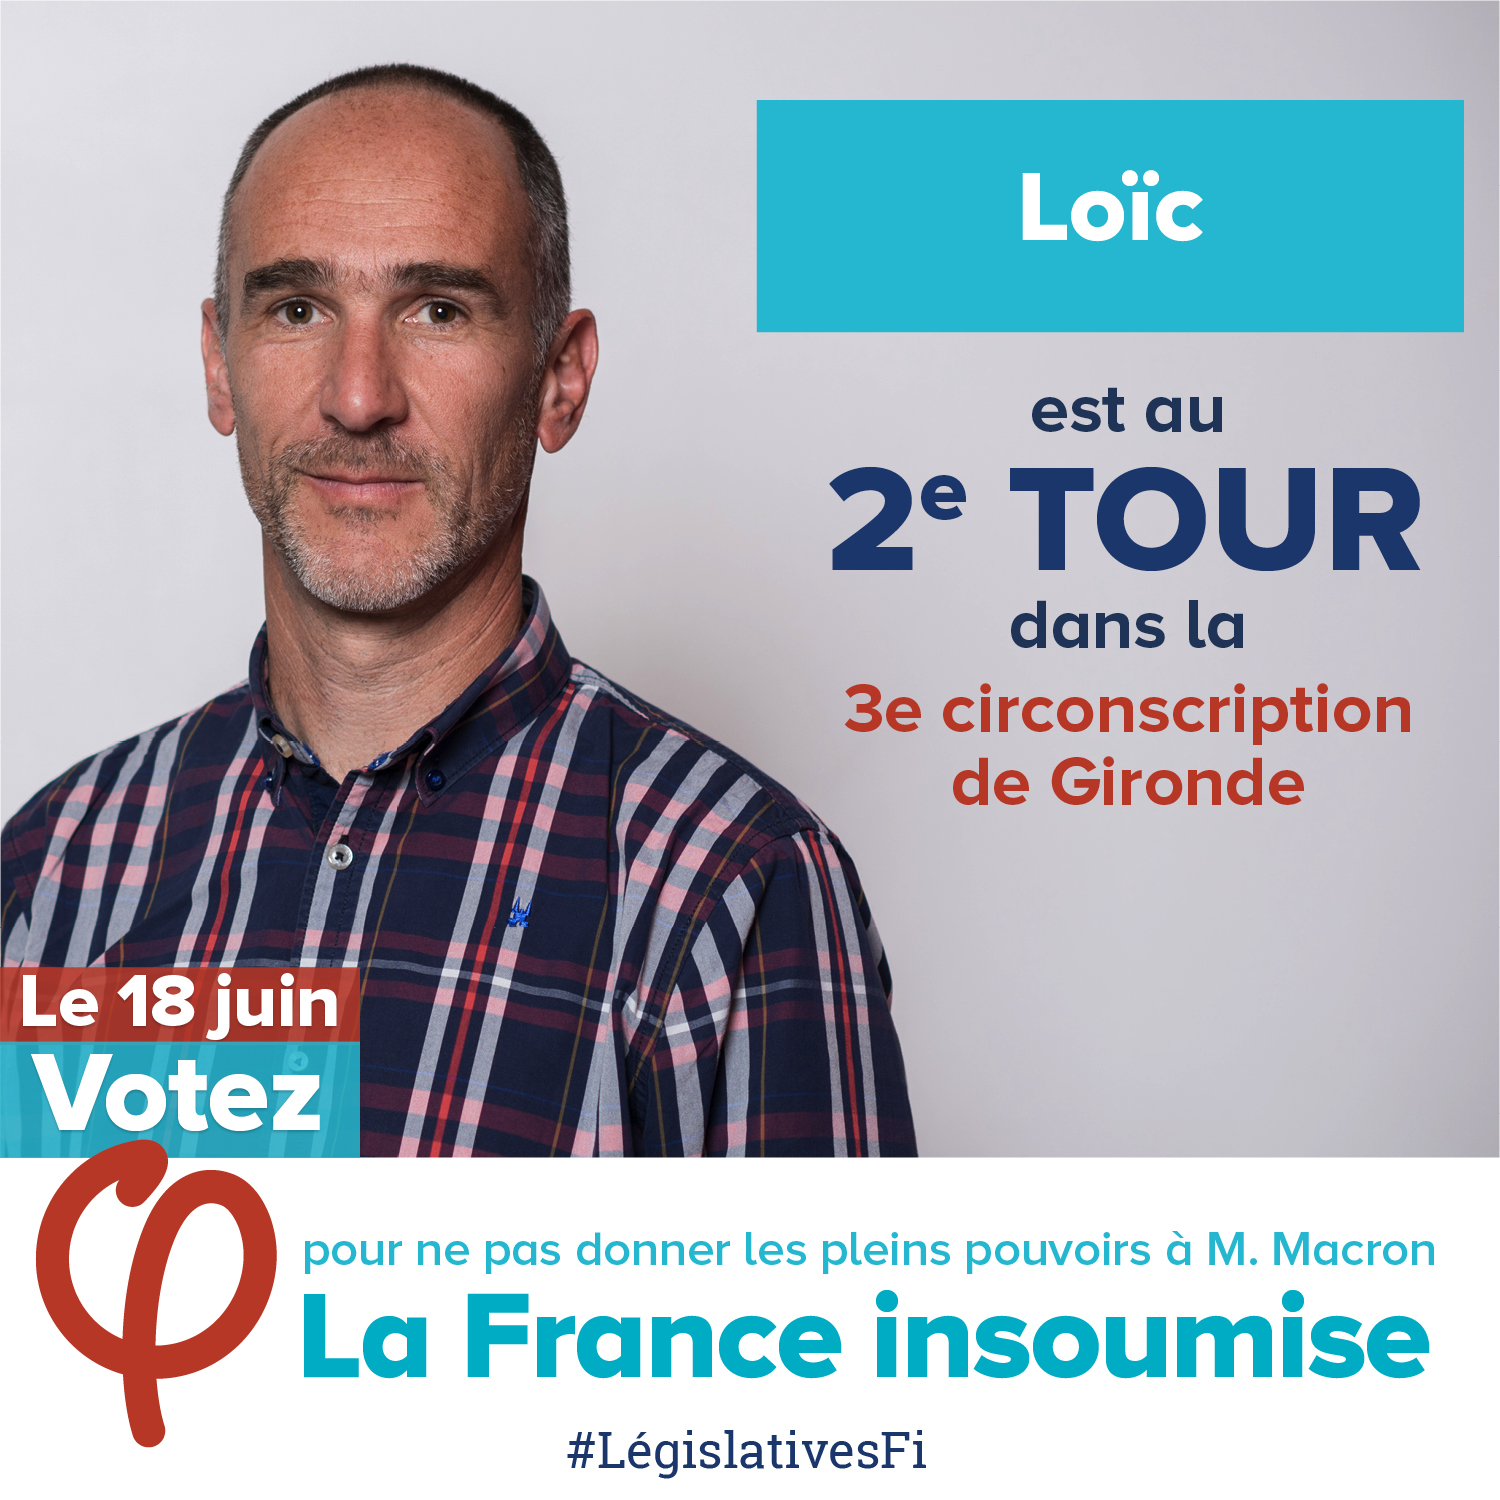 Loïc
est au
2e TOUR
dans la
3e circonscription
de Gironde
Le 18 juin
Votez
pour ne pas donner les pleins pouvoirs à M. Macron
La France insoumise
#LégislativesFi